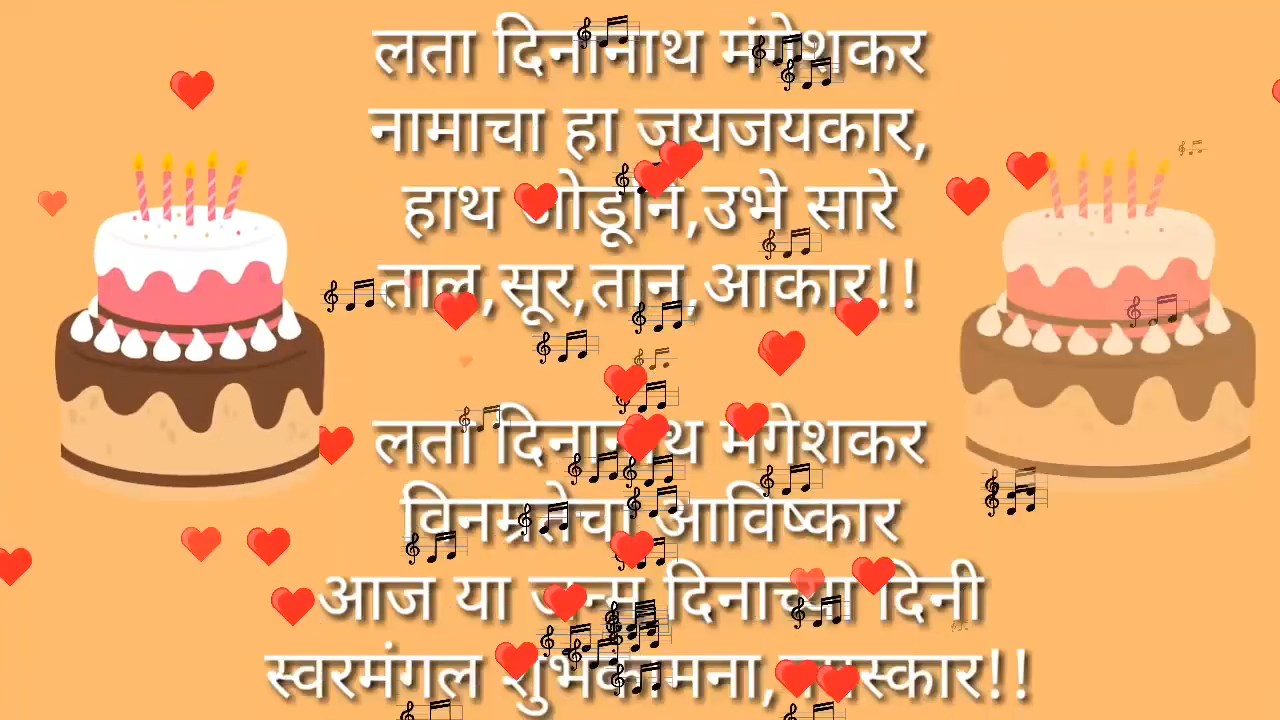 लता दिनानाथ मंगेशकर
नामाचा हा जयजयकार,
हाथ जोडूनि,उभे सारे
ताल,सूर,तान,आकार!!
लता दिनानाथ मंगेशकर
विनम्रतेचा आविष्कार
आज या जन्म दिनाच्या दिनी
स्वरमंगल शुभकामना,नमस्कार!!